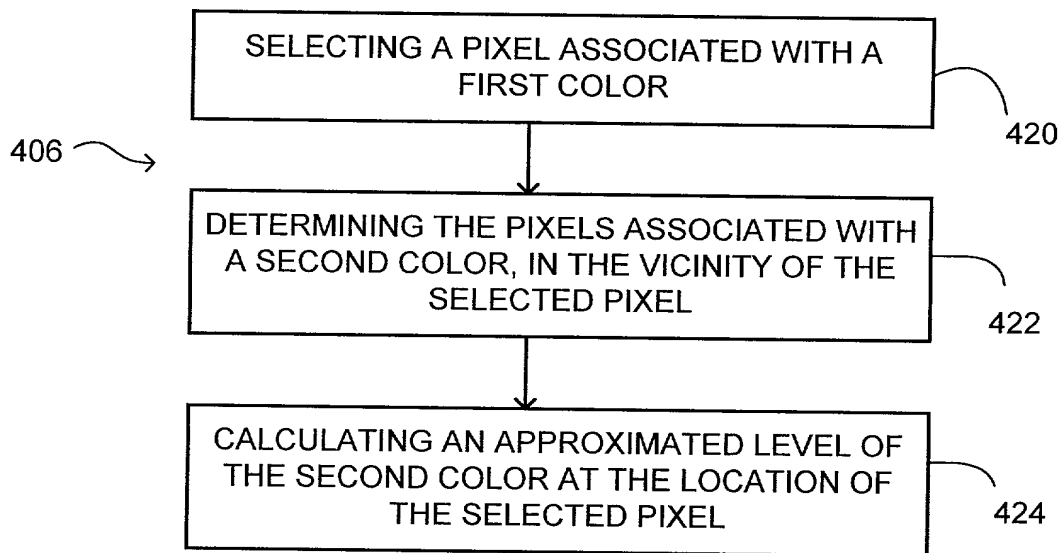 SELECTING A PIXEL ASSOCIATED WITH A
FIRST COLOR
420
406
DETERMINING THE PIXELS ASSOCIATED WITH
A SECOND COLOR, IN THE VICINITY OF THE
SELECTED PIXEL
422
CALCULATING AN APPROXIMATED LEVEL OF
THE SECOND COLOR AT THE LOCATION OF
THE SELECTED PIXEL
424